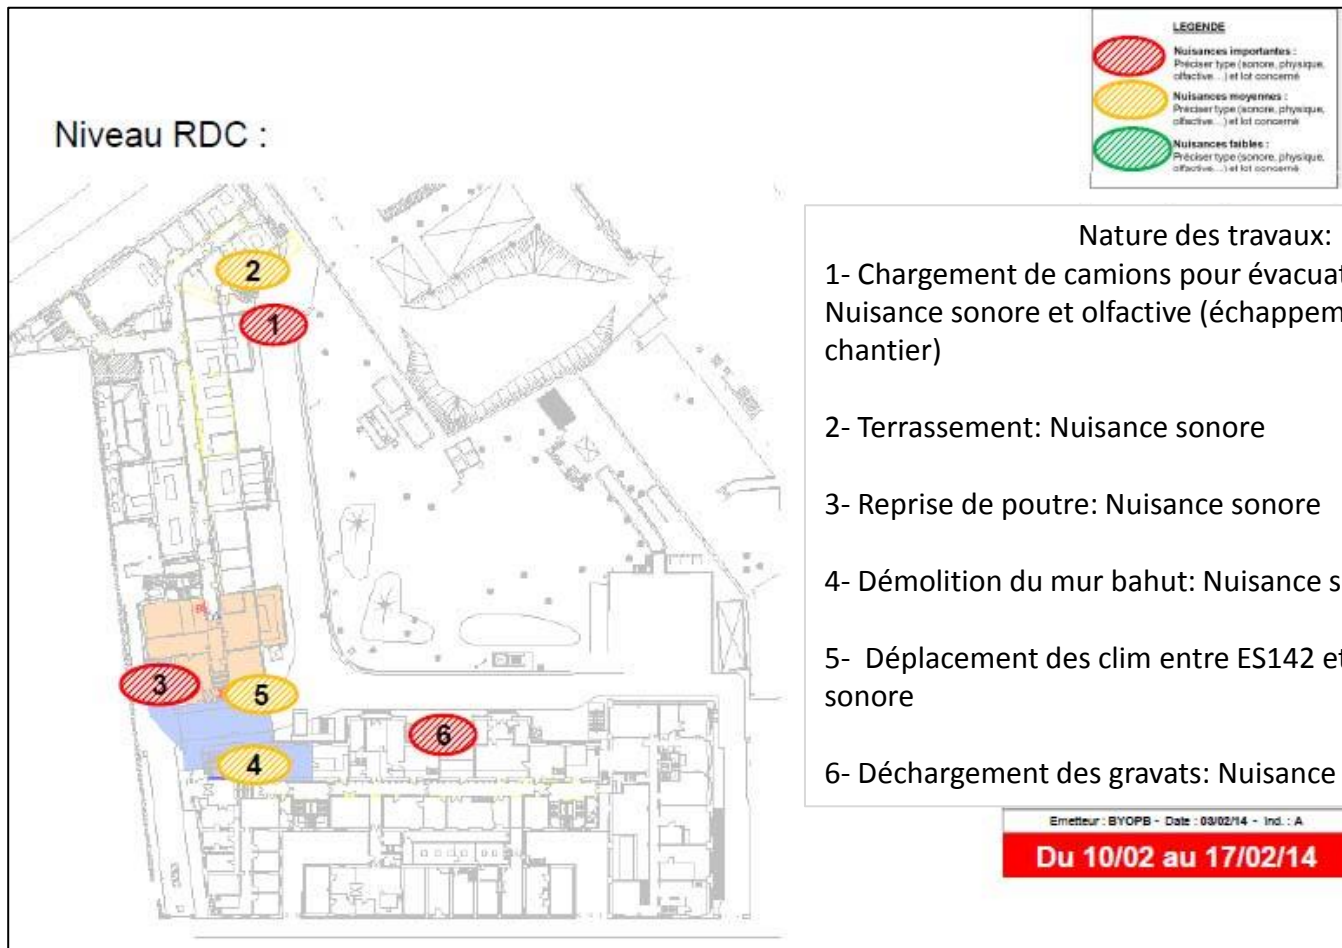 LEGENDE
Nuisances importantes :
Préciser type (sonore, physique,
olfactive...) et lot concerné
Nuisances moyennes :
Préciser type (sonore, physique,
olfactive...) et lot concerné
Nuisances faibles :
Préciser type (sonore, physique,
olfactive...) et lot concerné
Niveau RDC :
2
1
3
5
6
4
Nature des travaux:
1- Chargement de camions pour évacuat
Nuisance sonore et olfactive (échappem
chantier)
2- Terrassement: Nuisance sonore
3- Reprise de poutre: Nuisance sonore
4- Démolition du mur bahut: Nuisance s
5- Déplacement des clim entre ES142 et
sonore
6- Déchargement des gravats: Nuisance
Emetteur : BYOPB - Date : 03/02/14 - Ind. : A
Du 10/02 au 17/02/14